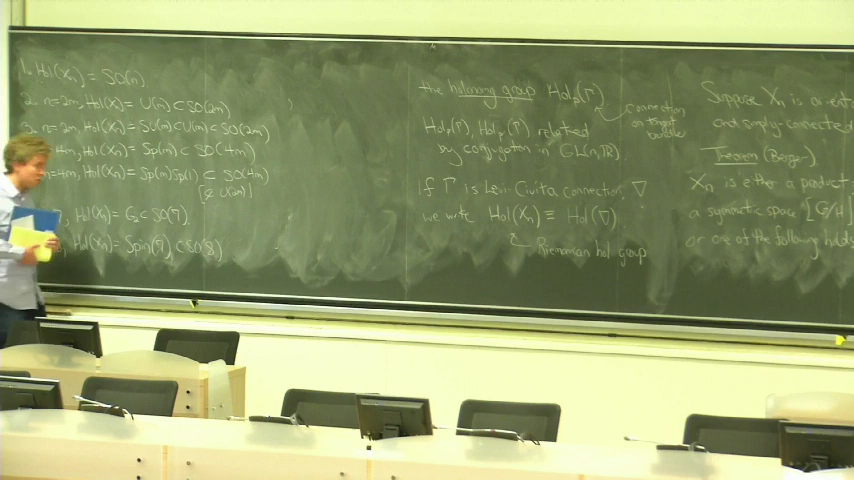 1. Hol(Xn) = SO(n)
2. n=2m, Hol(Xn) = U(m) ⊂ SO(2m)
3. n=2m, Hol(Xn) = SU(m) ⊂ U(m) ⊂ SO(2m)
=4m, Hol(Xn) = Sp(m) ⊂ SO(4m)
n=4m, Hol(Xn) = Sp(m)Sp(1) ⊂ SO(4m)
[⊄ U(2m)]
Hol(Xn) = G2 ⊂ SO(7)
Hol(Xn) = Spin(7) ⊂ SO(8)
the holonomy group Holp(Γ)
connection
on tangent
bundle
Holp(Γ), Holq(Γ) related
by conjugation in GL(n,R).
If Γ is Levi-Civita connection ∇
we write Hol(Xn) ≡ Hol(∇)
Riemannian hol group
Suppose Xn is
and simply-connected
Theorem (Berger)
Xn is either a product
a symmetric space [G/H]
or one of the following holds